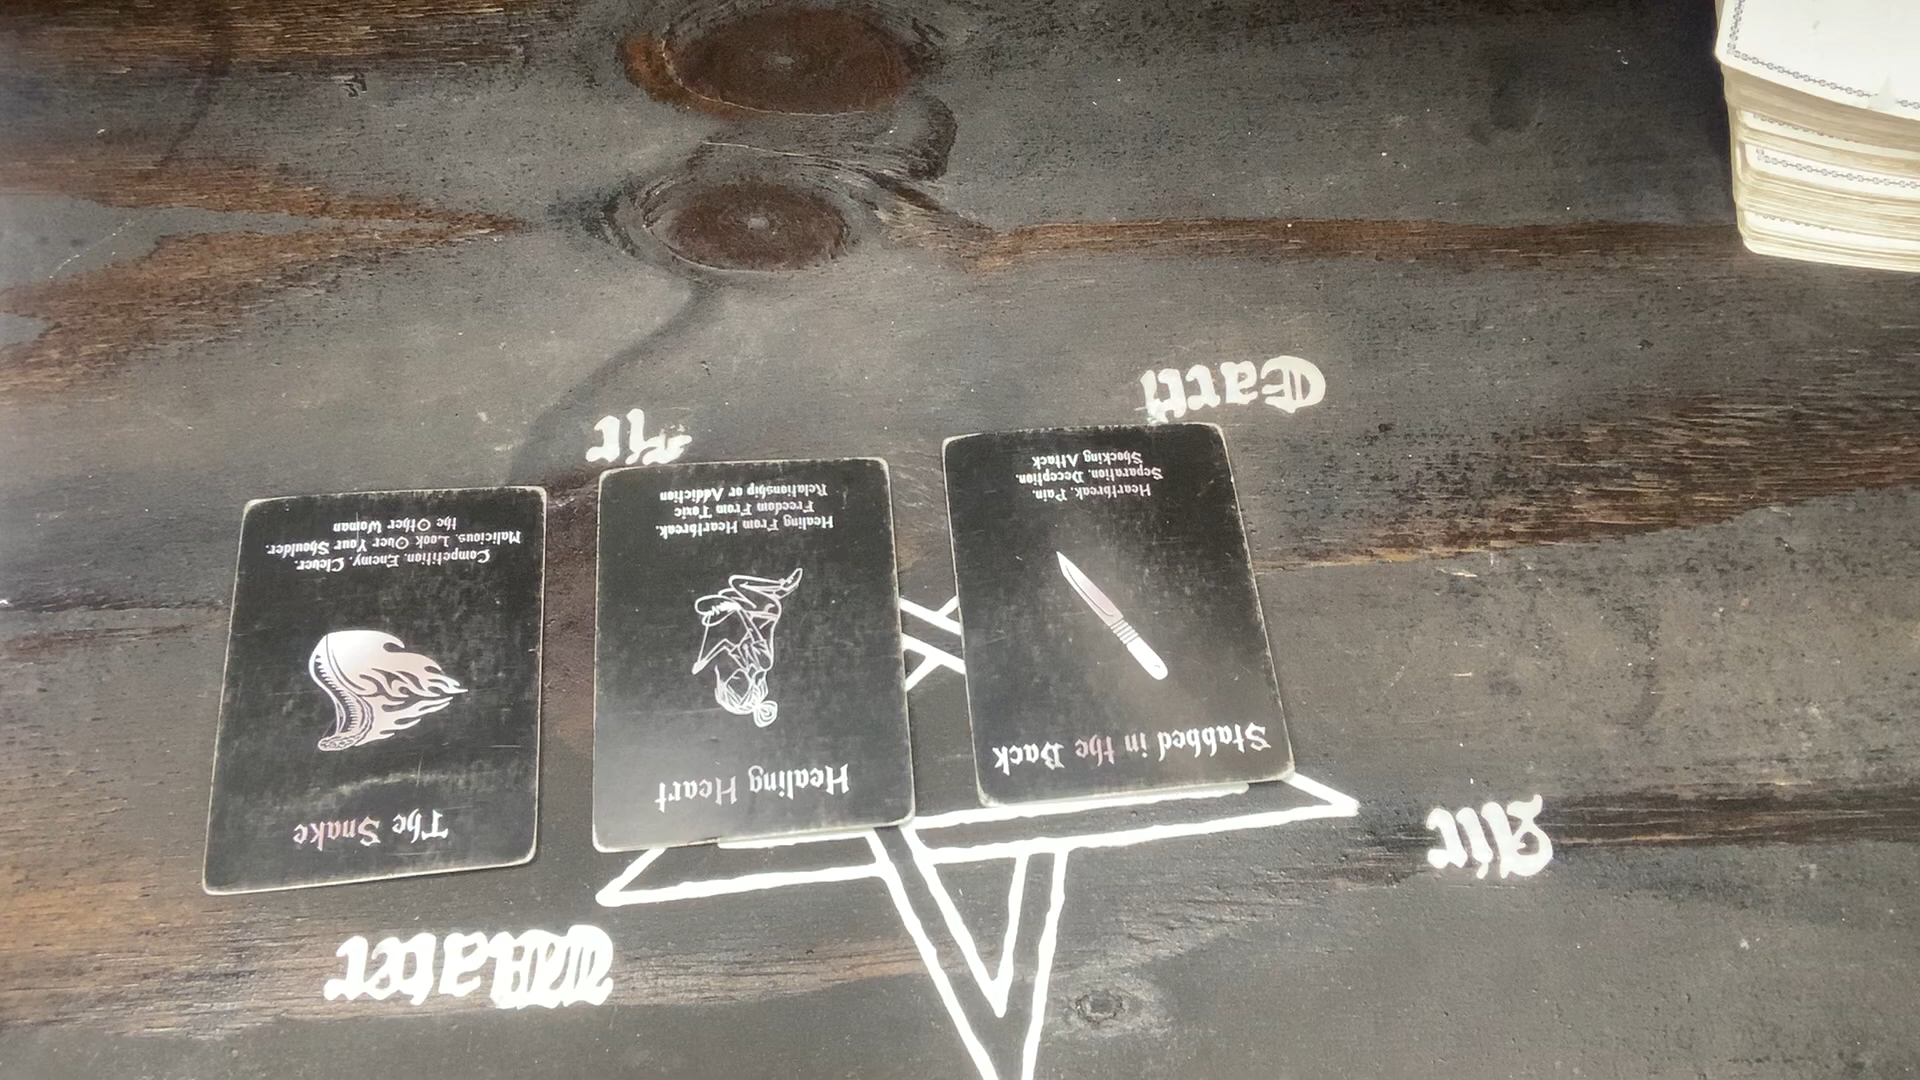 Air
Water
Stabbed in the Back
Heartbreak. Pain.
Separation. Deception.
Shocking Attack
Healing Heart
Healing From Heartbreak.
Freedom From Toxic
Relationship or Addiction
The Snake
Competition. Enemy. Clever.
Malicious. Look Over Your Shoulder.
the Other Woman
Earth